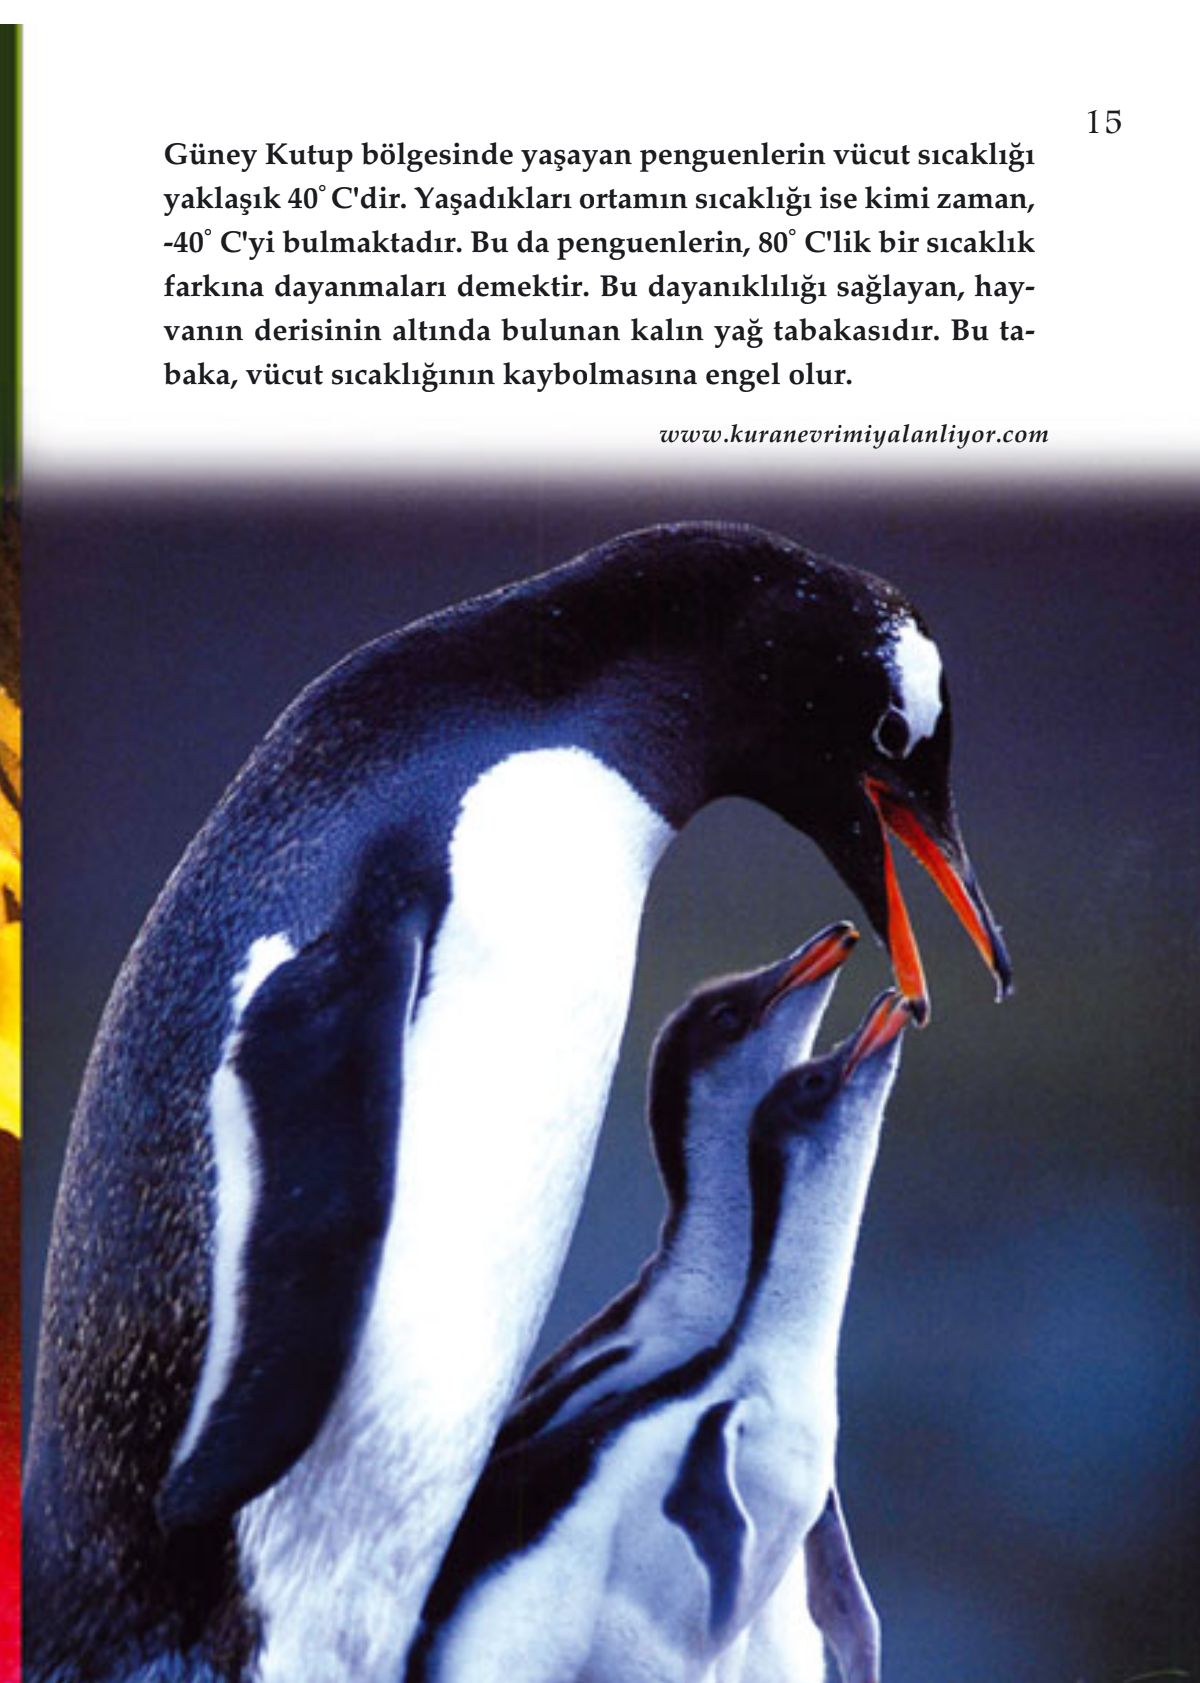 15
Güney Kutup bölgesinde yaşayan penguenlerin vücut sıcaklığı
yaklaşık 40˚ C'dir. Yaşadıkları ortamın sıcaklığı ise kimi zaman,
-40˚ C'yi bulmaktadır. Bu da penguenlerin, 80˚ C'lik bir sıcaklık
farkına dayanmaları demektir. Bu dayanıklılığı sağlayan, hay-
vanın derisinin altında bulunan kalın yağ tabakasıdır. Bu ta-
baka, vücut sıcaklığının kaybolmasına engel olur.
www.kuranevrimiyalanliyor.com